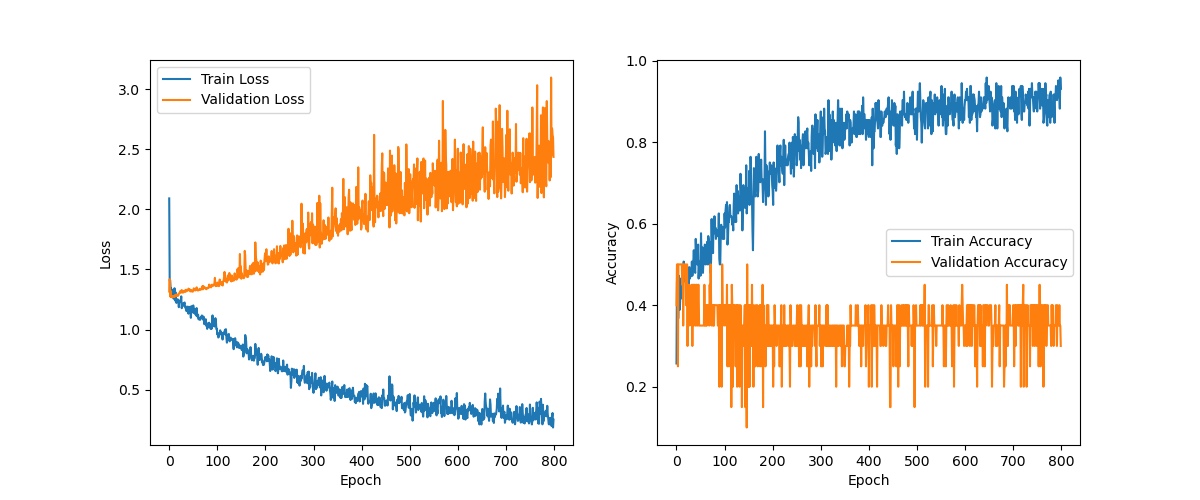 Train Loss
Validation Loss
3.0
2.5
2.0
1.5
1.0
0.5
Loss
0 100 200 300 400 500 600 700 800
Epoch
1.0
0.8
0.6
0.4
0.2
Accuracy
Train Accuracy
Validation Accuracy
0 100 200 300 400 500 600 700 800
Epoch